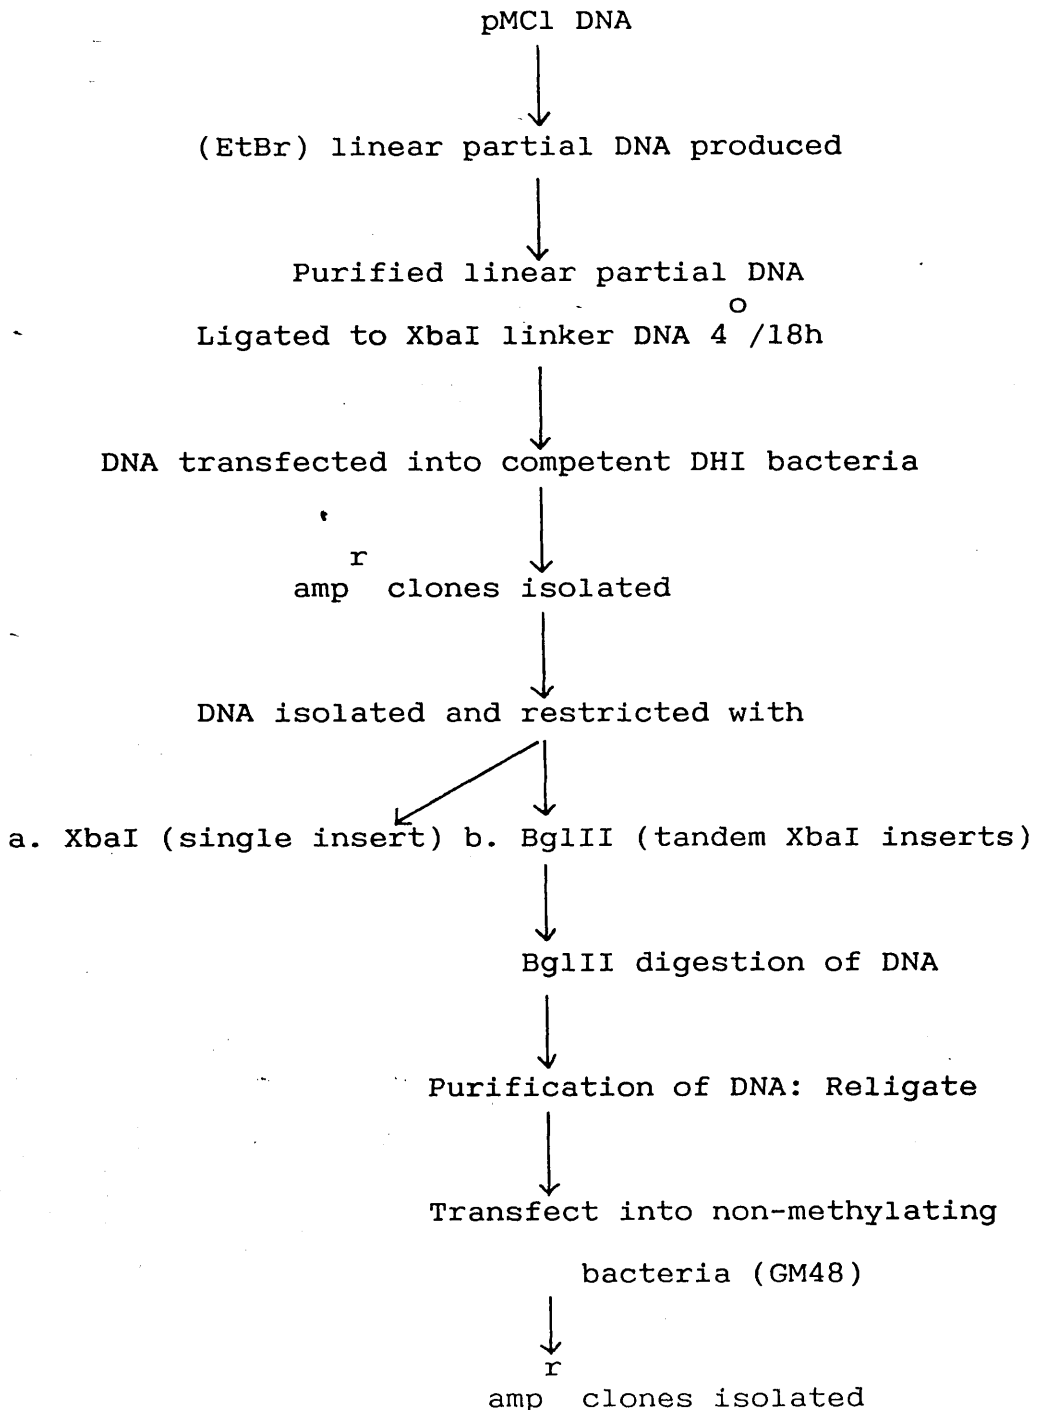 pMCl DNA
(EtBr) linear partial DNA produced
Purified linear partial DNA
Ligated to XbaI linker DNA 4°/18h
DNA transfected into competent DHI bacteria
amp^r clones isolated
DNA isolated and restricted with
a. XbaI (single insert) b. BglII (tandem XbaI inserts)
BglII digestion of DNA
Purification of DNA: Religate
Transfect into non-methylating
bacteria (GM48)
amp^r clones isolated